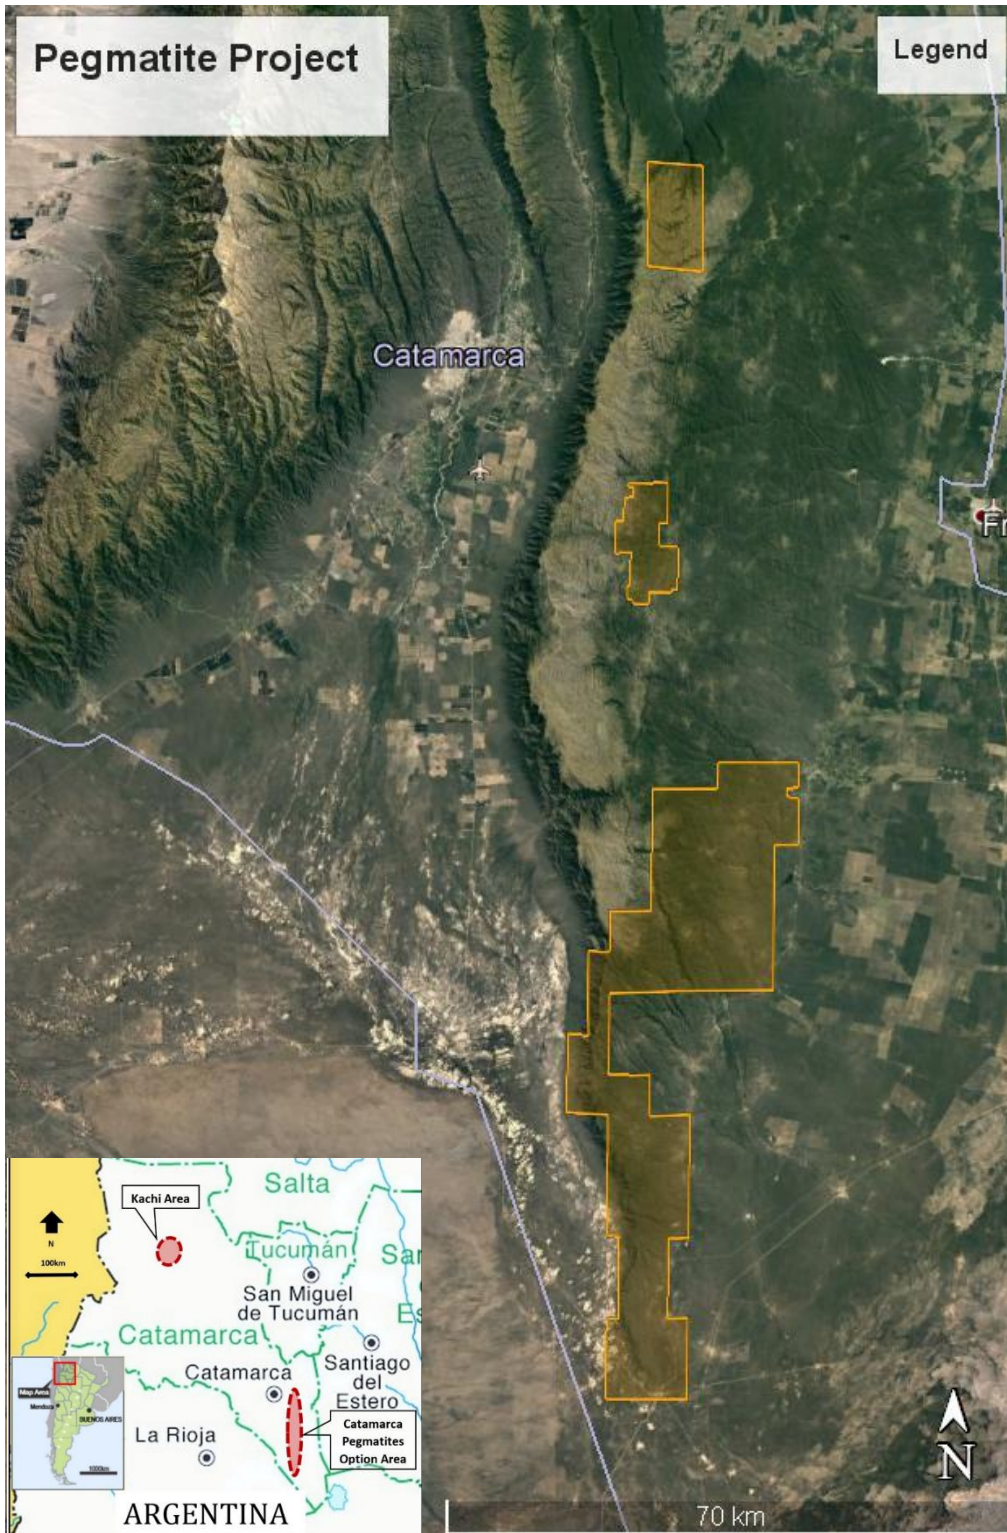 Pegmatite Project
Legend
Catamarca
Fr
Kachi Area
N
100km
Salta
Tucumán
San Miguel
de Tucumán
Catamarca
Catamarca
Santiago
del
Estero
La Rioja
Catamarca
Pegmatites
Option Area
Map Area
Mendoza
BUENOS AIRES
1000km
ARGENTINA
N
70 km